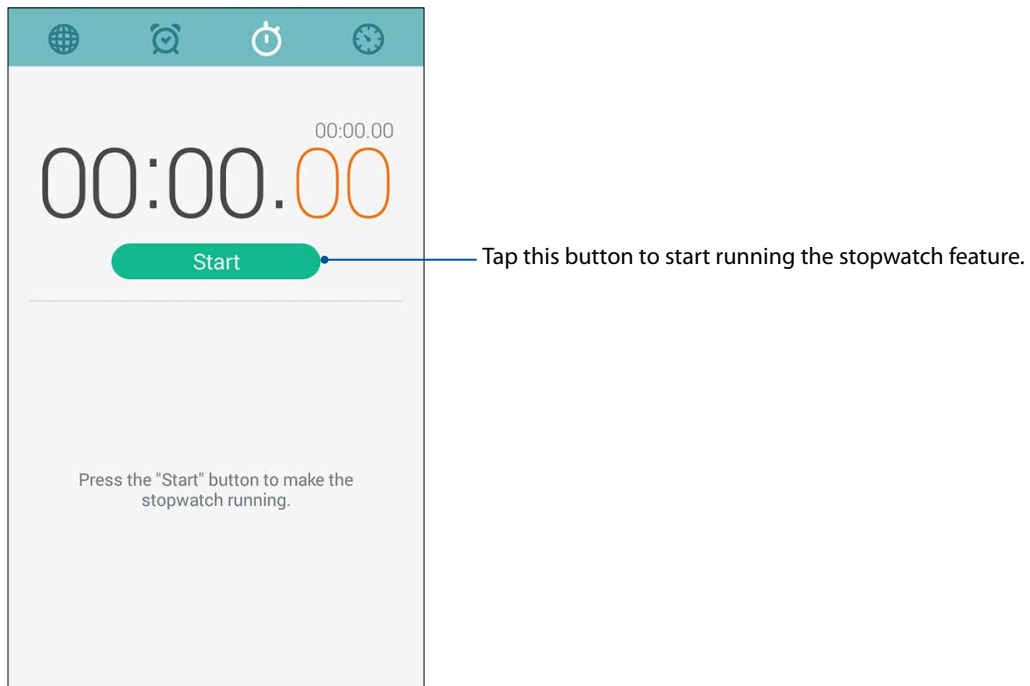 00:00.00
00:00.00
Start
Tap this button to start running the stopwatch feature.
Press the "Start" button to make the
stopwatch running.